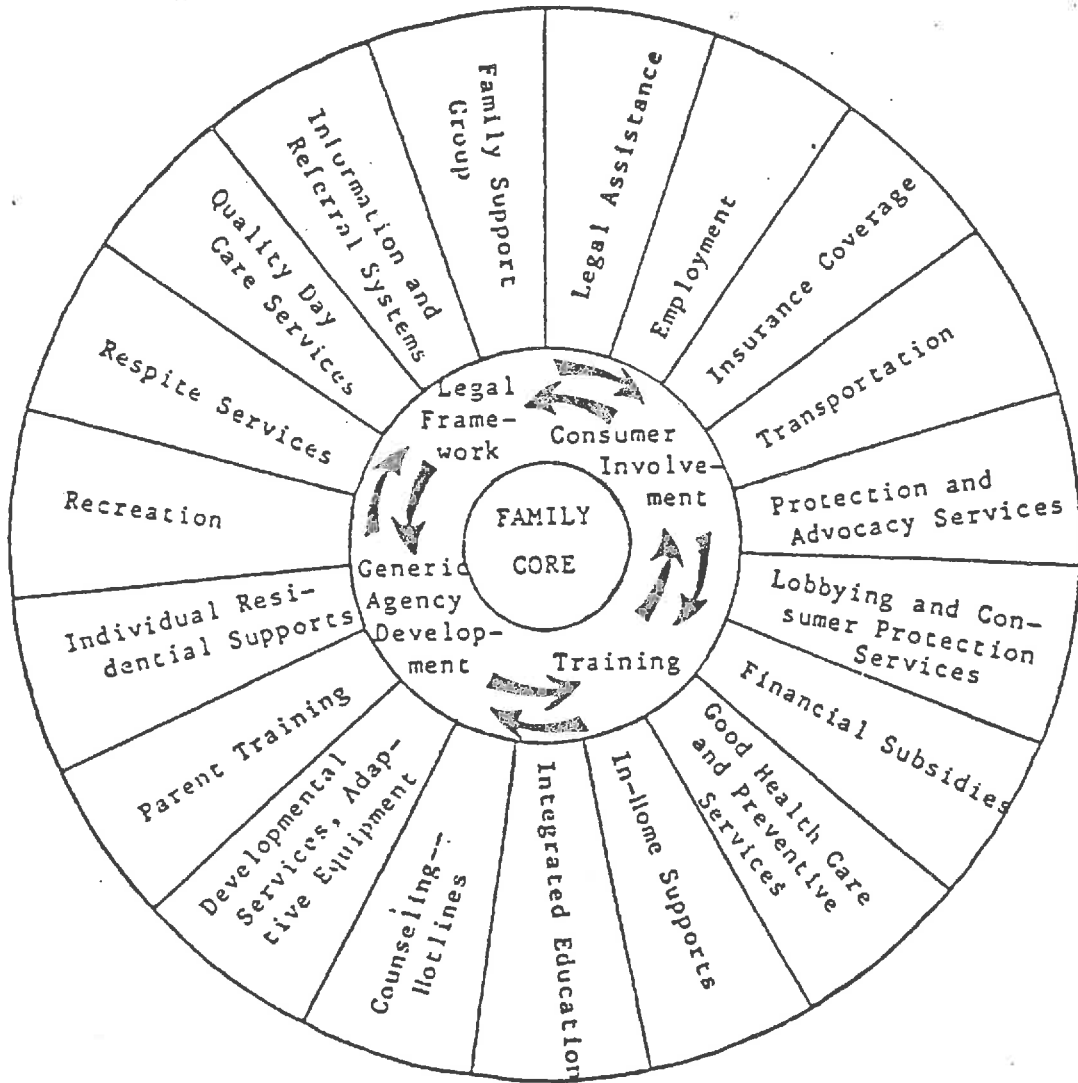 Family Support
Group
Legal Assistance
Employment
Insurance Coverage
Transportation
Protection and
Advocacy Services
Lobbying and Con-
sumer Protection
Services
Financial Subsidies
Good Health Care
and Preventive
Services
In-Home Supports
Integrated Education
Counseling--
Hotlines
Developmental
Services, Adap-
tive Equipment
Parent Training
Individual Resi-
dential Supports
Recreation
Respite Services
Quality Day
Care Services
Information and
Referral Systems
Legal
Frame-
work
Consumer
Involve-
ment
Training
Generic
Agency
Develop-
ment
FAMILY
CORE